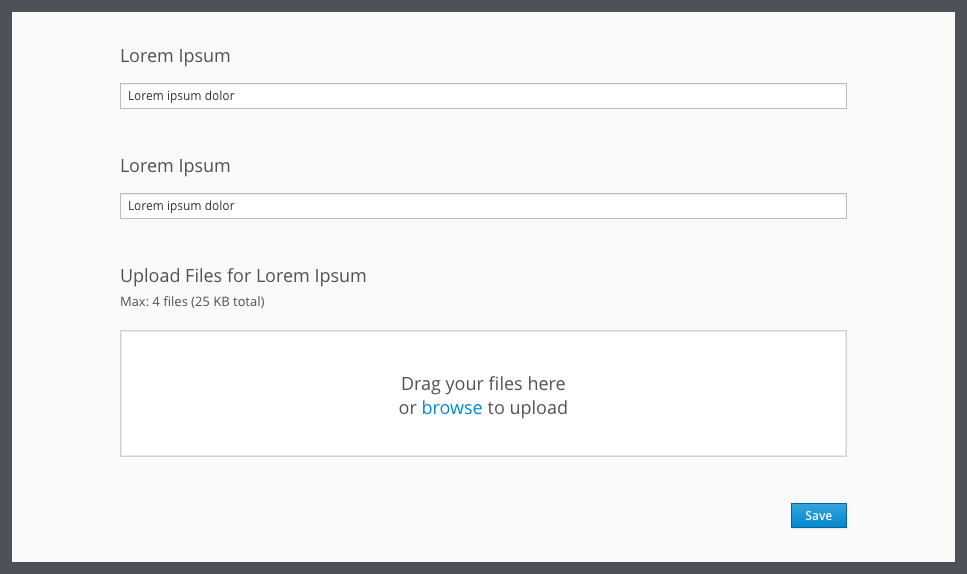 Lorem Ipsum
Lorem ipsum dolor
Lorem Ipsum
Lorem ipsum dolor
Upload Files for Lorem Ipsum
Max: 4 files (25 KB total)
Drag your files here
or browse to upload
Save